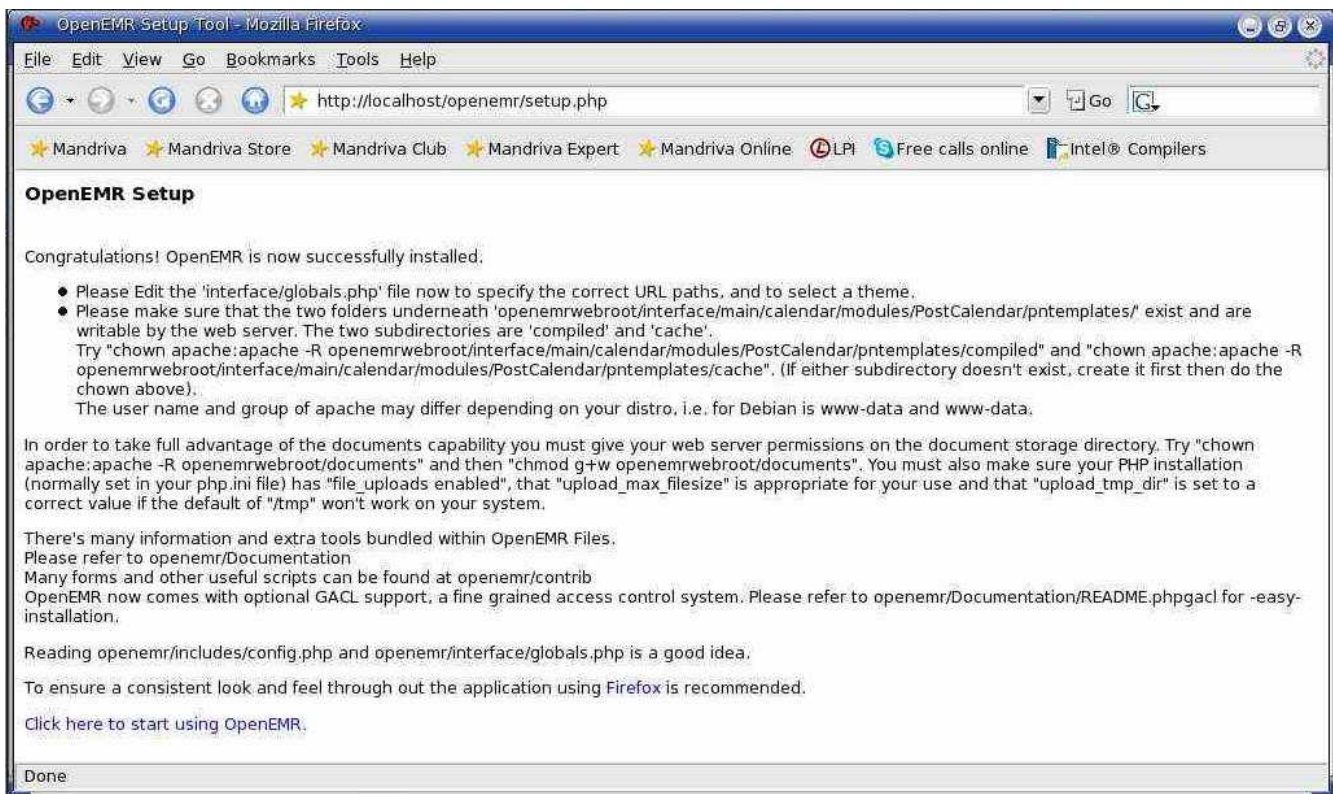 OpenEMR Setup Tool - Mozilla Firefox
File Edit View Go Bookmarks Tools Help
http://localhost/openemr/setup.php Go G
Mandriva Mandriva Store Mandriva Club Mandriva Expert Mandriva Online LPI Free calls online Intel® Compilers
OpenEMR Setup
Congratulations! OpenEMR is now successfully installed.
● Please Edit the 'interface/globals.php' file now to specify the correct URL paths, and to select a theme.
● Please make sure that the two folders underneath 'openemrwebroot/interface/main/calendar/modules/PostCalendar/pntemplates/' exist and are
writable by the web server. The two subdirectories are 'compiled' and 'cache'.
Try "chown apache:apache -R openemrwebroot/interface/main/calendar/modules/PostCalendar/pntemplates/compiled" and "chown apache:apache -R
openemrwebroot/interface/main/calendar/modules/PostCalendar/pntemplates/cache". (If either subdirectory doesn't exist, create it first then do the
chown above).
The user name and group of apache may differ depending on your distro, i.e. for Debian is www-data and www-data.
In order to take full advantage of the documents capability you must give your web server permissions on the document storage directory. Try "chown
apache:apache -R openemrwebroot/documents" and then "chmod g+w openemrwebroot/documents". You must also make sure your PHP installation
(normally set in your php.ini file) has "file_uploads enabled", that "upload_max_filesize" is appropriate for your use and that "upload_tmp_dir" is set to a
correct value if the default of "/tmp" won't work on your system.
There's many information and extra tools bundled within OpenEMR Files.
Please refer to openemr/Documentation
Many forms and other useful scripts can be found at openemr/contrib
OpenEMR now comes with optional GACL support, a fine grained access control system. Please refer to openemr/Documentation/README.phpgacl for -easy-
installation.
Reading openemr/includes/config.php and openemr/interface/globals.php is a good idea.
To ensure a consistent look and feel through out the application using Firefox is recommended.
Click here to start using OpenEMR.
Done